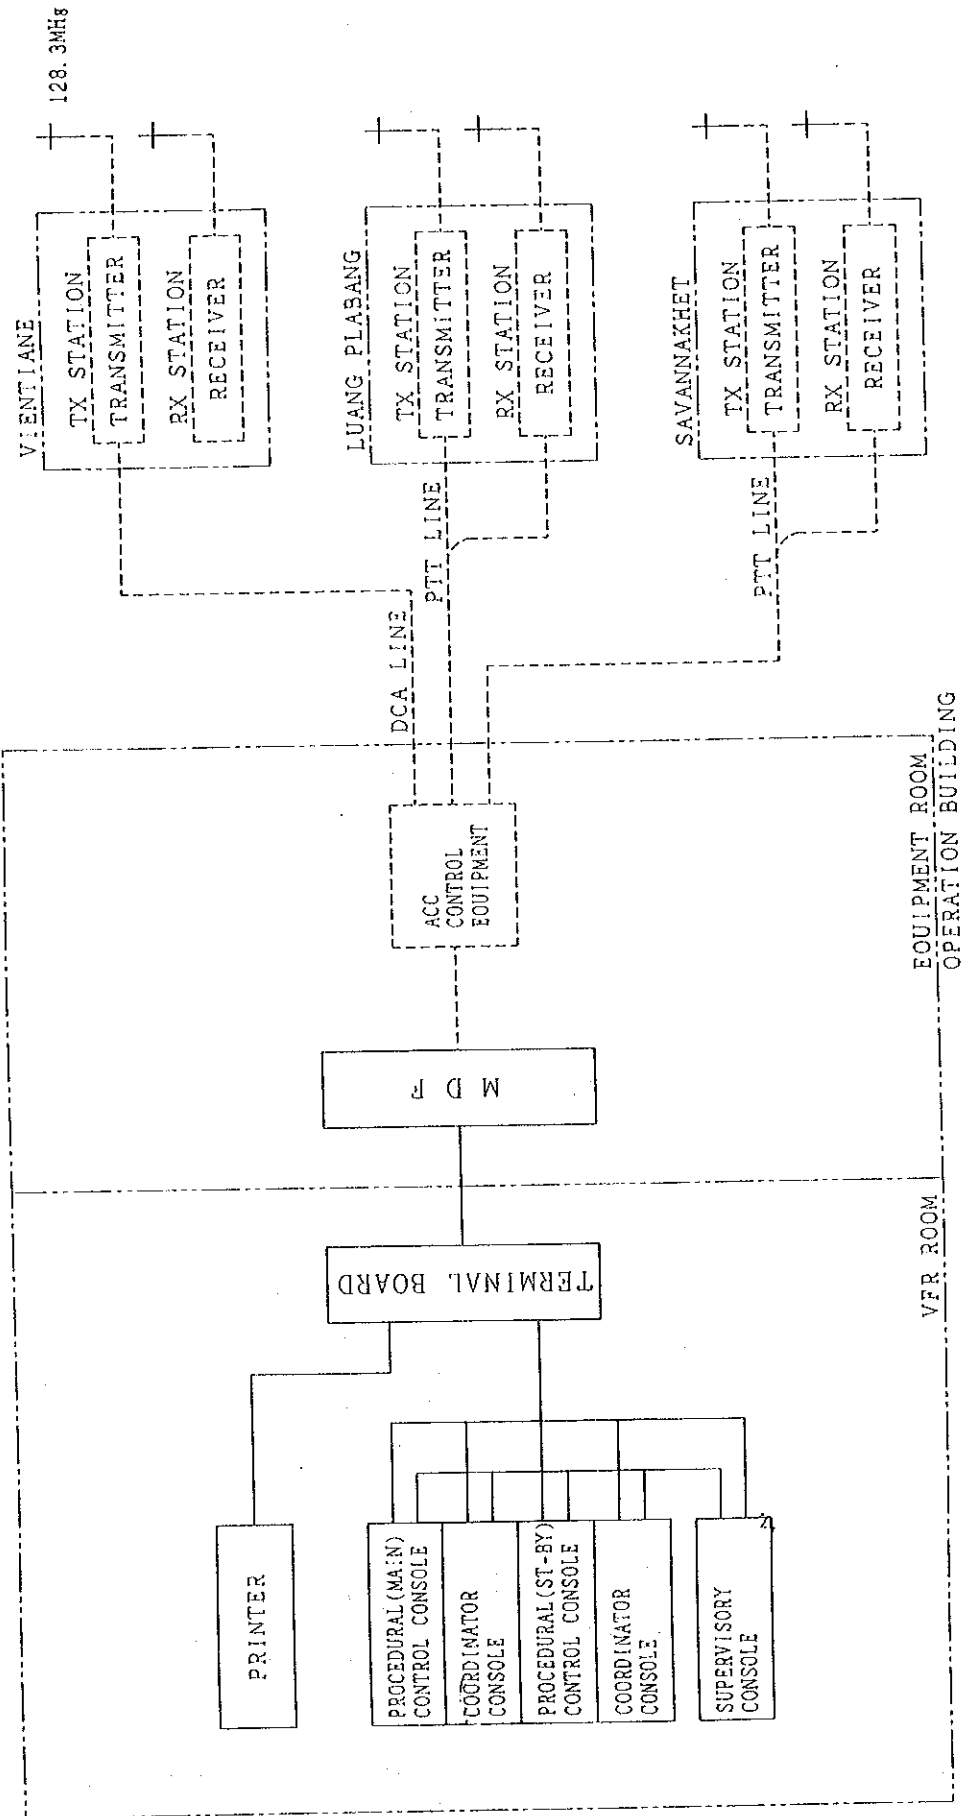 128. 3MHs
VIENTIANE
TX STATION
TRANSMITTER
RX STATION
RECEIVER
LUANG PLABANG
TX STATION
TRANSMITTER
RX STATION
RECEIVER
SAVANNAKHET
TX STATION
TRANSMITTER
RX STATION
RECEIVER
DCA LINE
PTT LINE
PTT LINE
ACC
CONTROL
EQUIPMENT
M D F
EQUIPMENT ROOM
OPERATION BUILDING
TERMINAL BOARD
VFR ROOM
PRINTER
PROCEDURAL(MAIN)
CONTROL CONSOLE
COORDINATOR
CONSOLE
PROCEDURAL(ST-BY)
CONTROL CONSOLE
COORDINATOR
CONSOLE
SUPERVISORY
CONSOLE